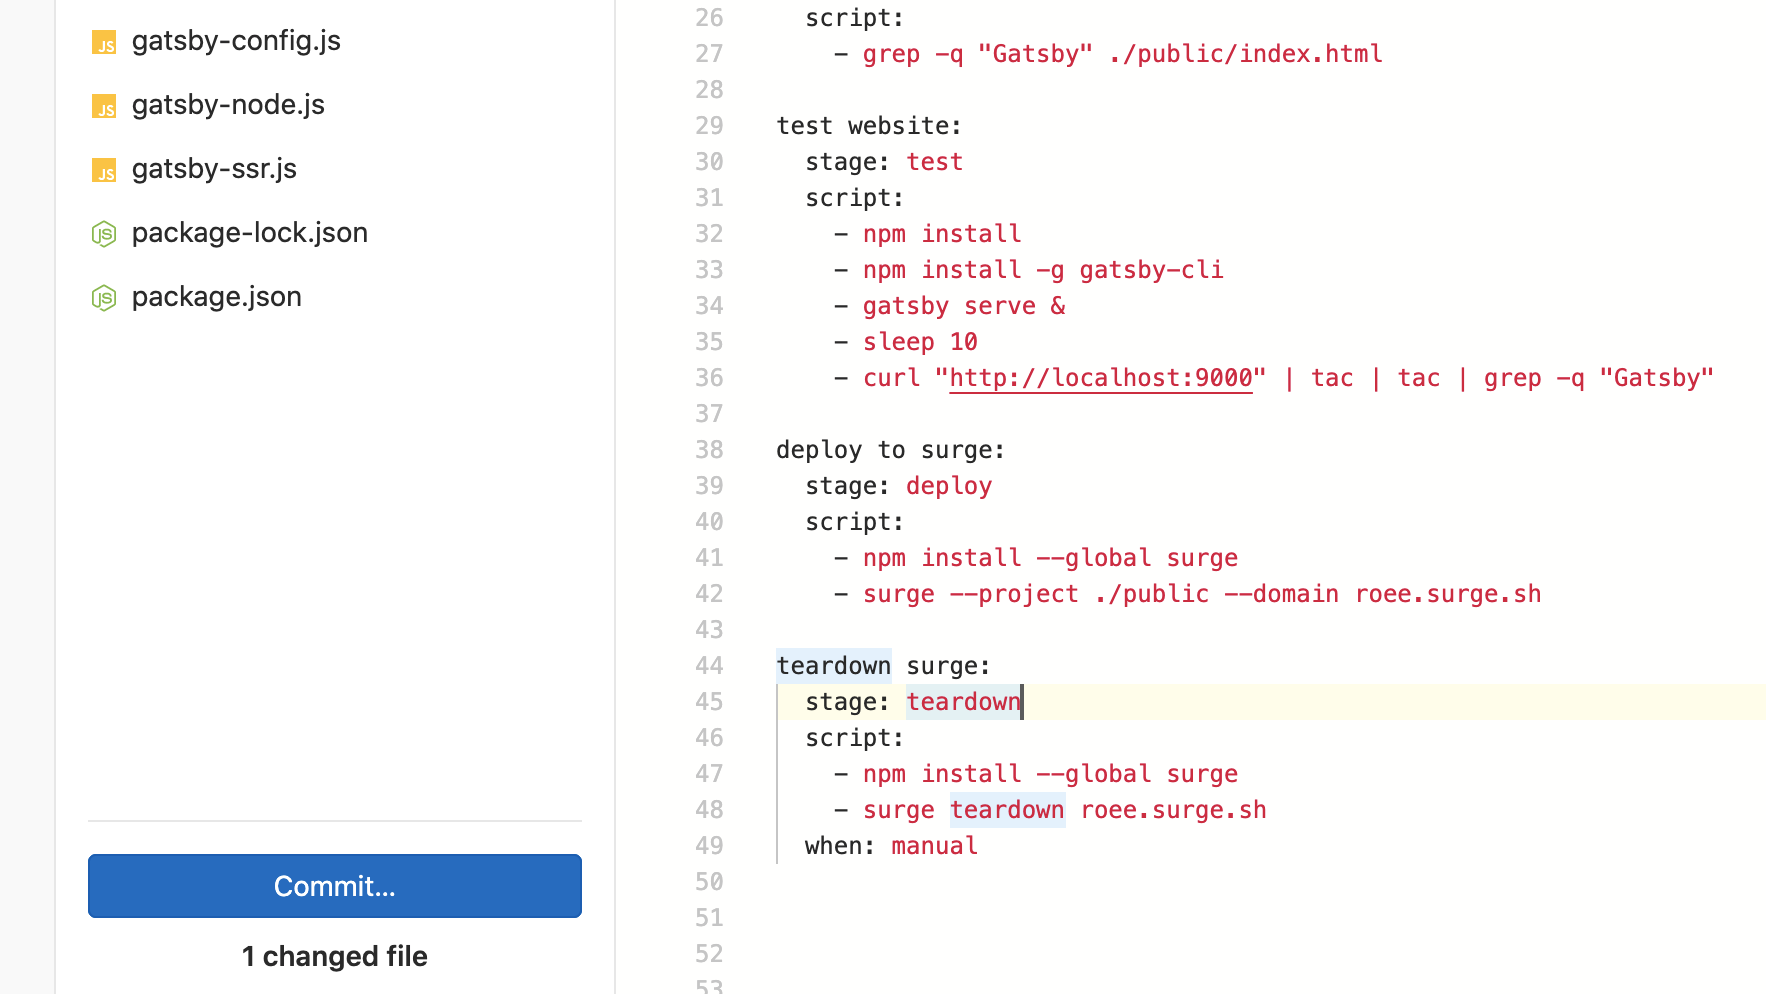 gatsby-config.js
gatsby-node.js
gatsby-ssr.js
package-lock.json
package.json
Commit...
1 changed file
26 script:
27 - grep -q "Gatsby" ./public/index.html
28
29 test website:
30 stage: test
31 script:
32 - npm install
33 - npm install -g gatsby-cli
34 - gatsby serve &
35 - sleep 10
36 - curl "http://localhost:9000" | tac | tac | grep -q "Gatsby"
37
38 deploy to surge:
39 stage: deploy
40 script:
41 - npm install --global surge
42 - surge --project ./public --domain roee.surge.sh
43
44 teardown surge:
45 stage: teardown
46 script:
47 - npm install --global surge
48 - surge teardown roee.surge.sh
49 when: manual
50
51
52
53